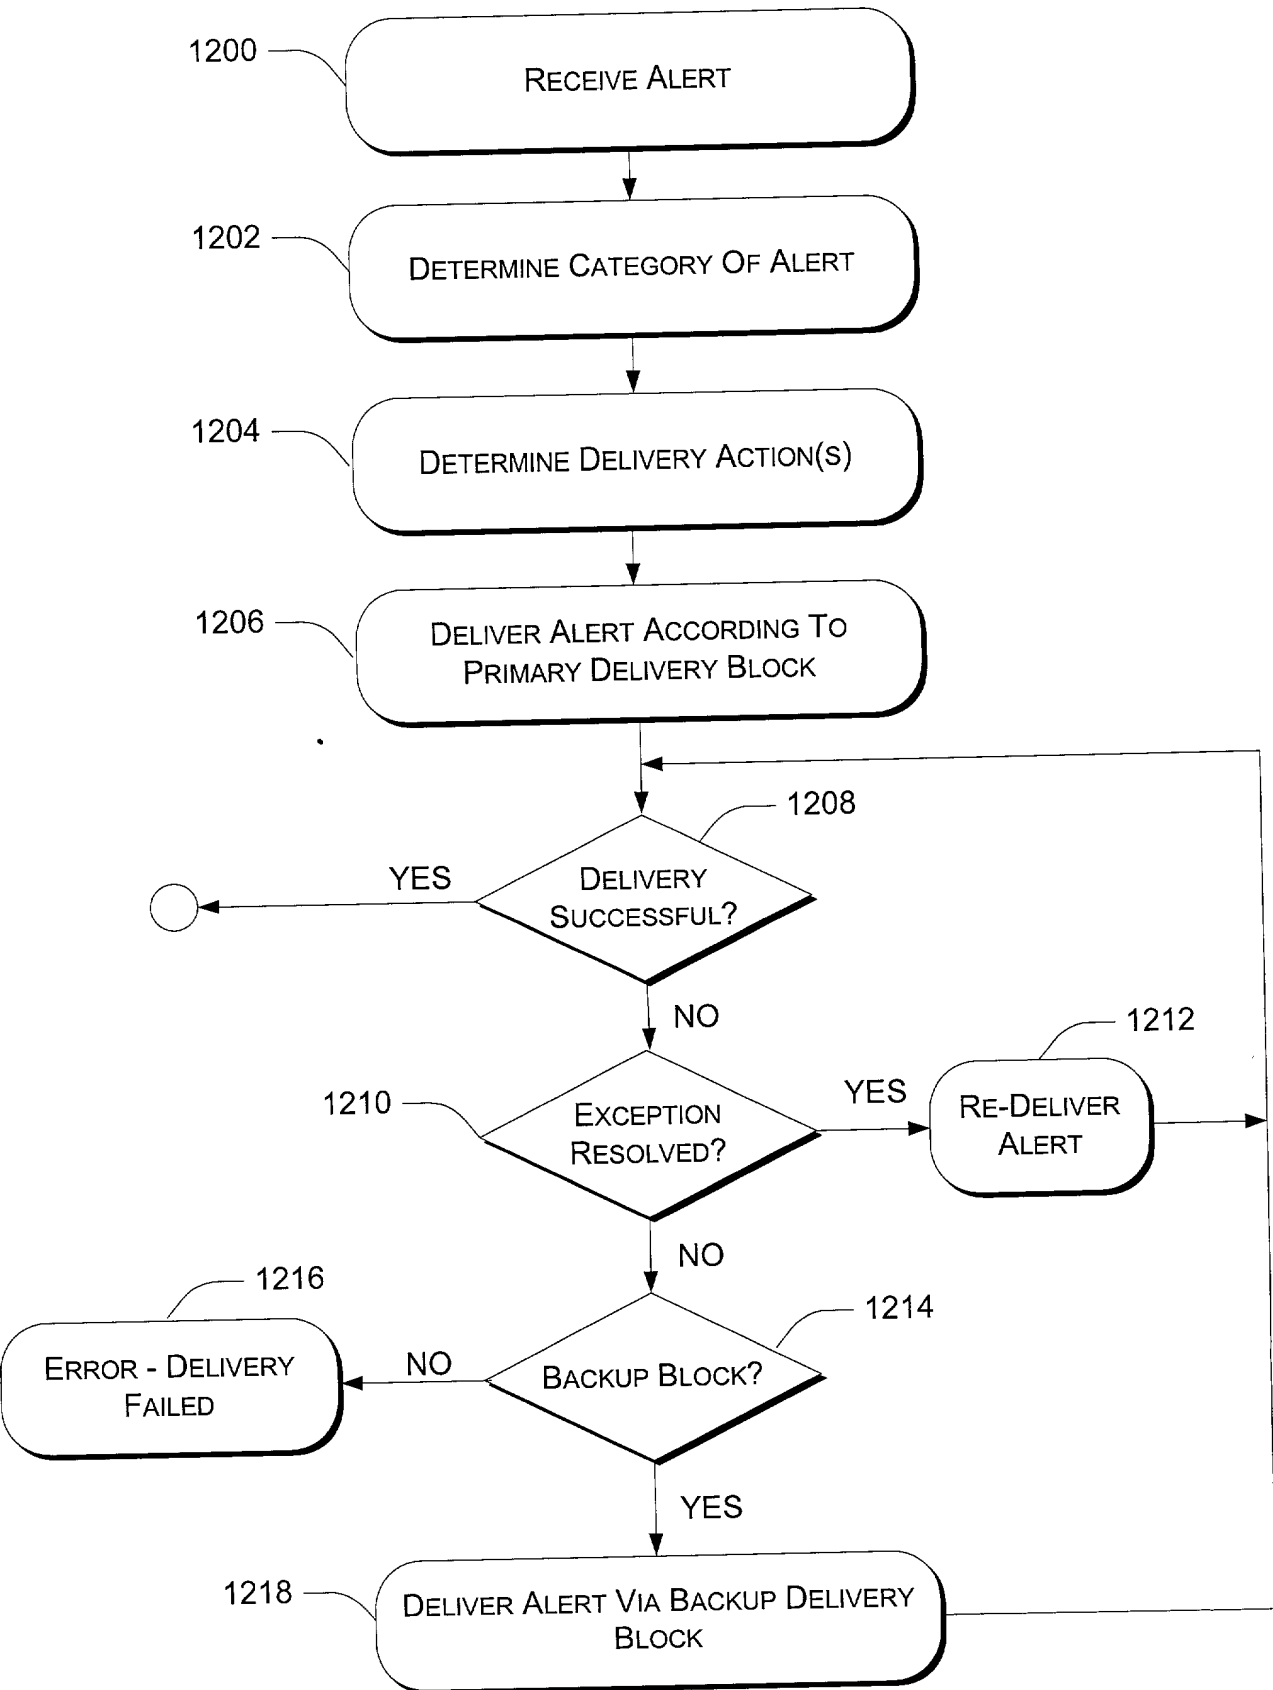 1200
RECEIVE ALERT
1202
DETERMINE CATEGORY OF ALERT
1204
DETERMINE DELIVERY ACTION(S)
1206
DELIVER ALERT ACCORDING TO
PRIMARY DELIVERY BLOCK
1208
YES
DELIVERY
SUCCESSFUL?
NO
1212
1210
EXCEPTION
RESOLVED?
YES
RE-DELIVER
ALERT
NO
1216
1214
ERROR - DELIVERY
FAILED
NO
BACKUP BLOCK?
YES
1218
DELIVER ALERT VIA BACKUP DELIVERY
BLOCK